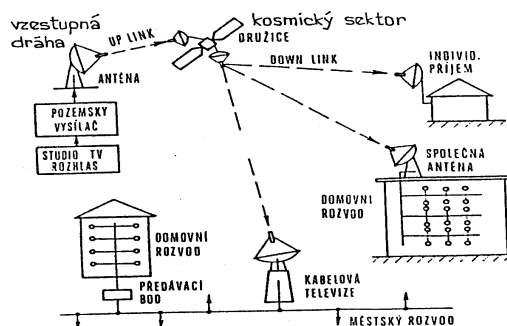 vzestupná
dráha
UP LINK
kosmický sektor
DRUŽICE
DOWN LINK
INDIVID.
PŘÍJEM
ANTÉNA
POZEMSKÝ
VYSÍLAČ
STUDIO TV
ROZHLAS
SPOLEČNÁ
ANTÉNA
DOMOVNÍ
ROZVOD
DOMOVNÍ
ROZVOD
PŘEDÁVACÍ
BOD
KABELOVÁ
TELEVIZE
MĚSTSKÝ ROZVOD